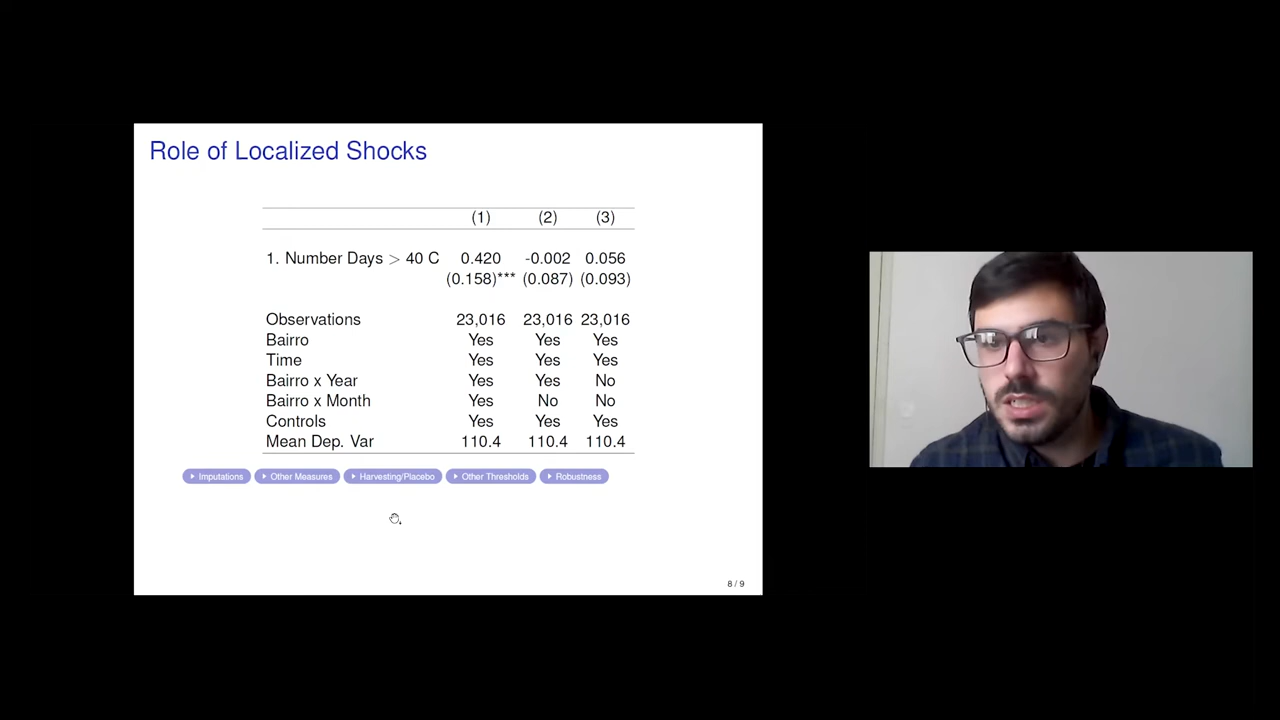 Role of Localized Shocks
(1) (2) (3)
1. Number Days > 40 C 0.420 -0.002 0.056
(0.158)*** (0.087) (0.093)
Observations 23,016 23,016 23,016
Bairro Yes Yes Yes
Time Yes Yes Yes
Bairro x Year Yes Yes No
Bairro x Month Yes No No
Controls Yes Yes Yes
Mean Dep. Var 110.4 110.4 110.4
Imputations Other Measures Harvesting/Placebo Other Thresholds Robustness
8 / 9